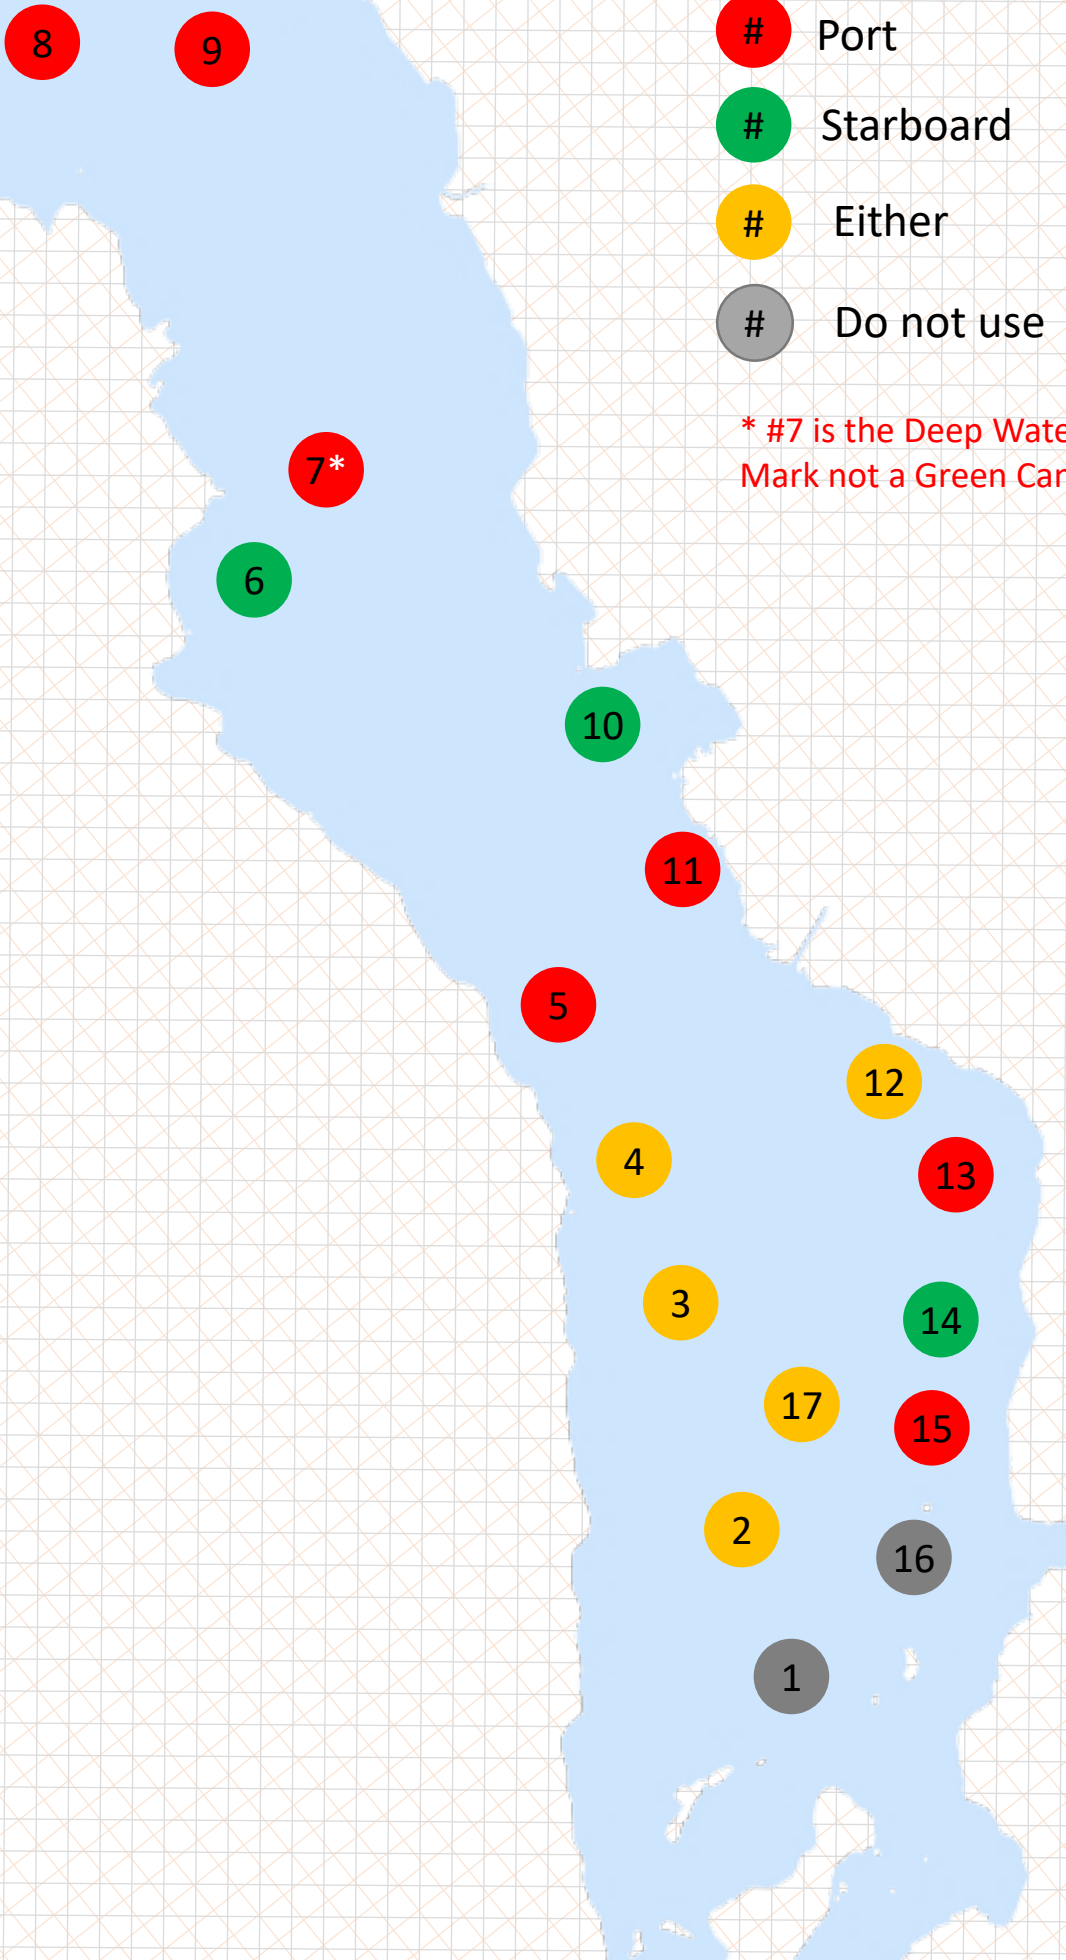 8
9
# Port
# Starboard
# Either
# Do not use
* #7 is the Deep Wate
Mark not a Green Car
7*
6
10
11
5
12
4
13
3
14
17
15
2
16
1